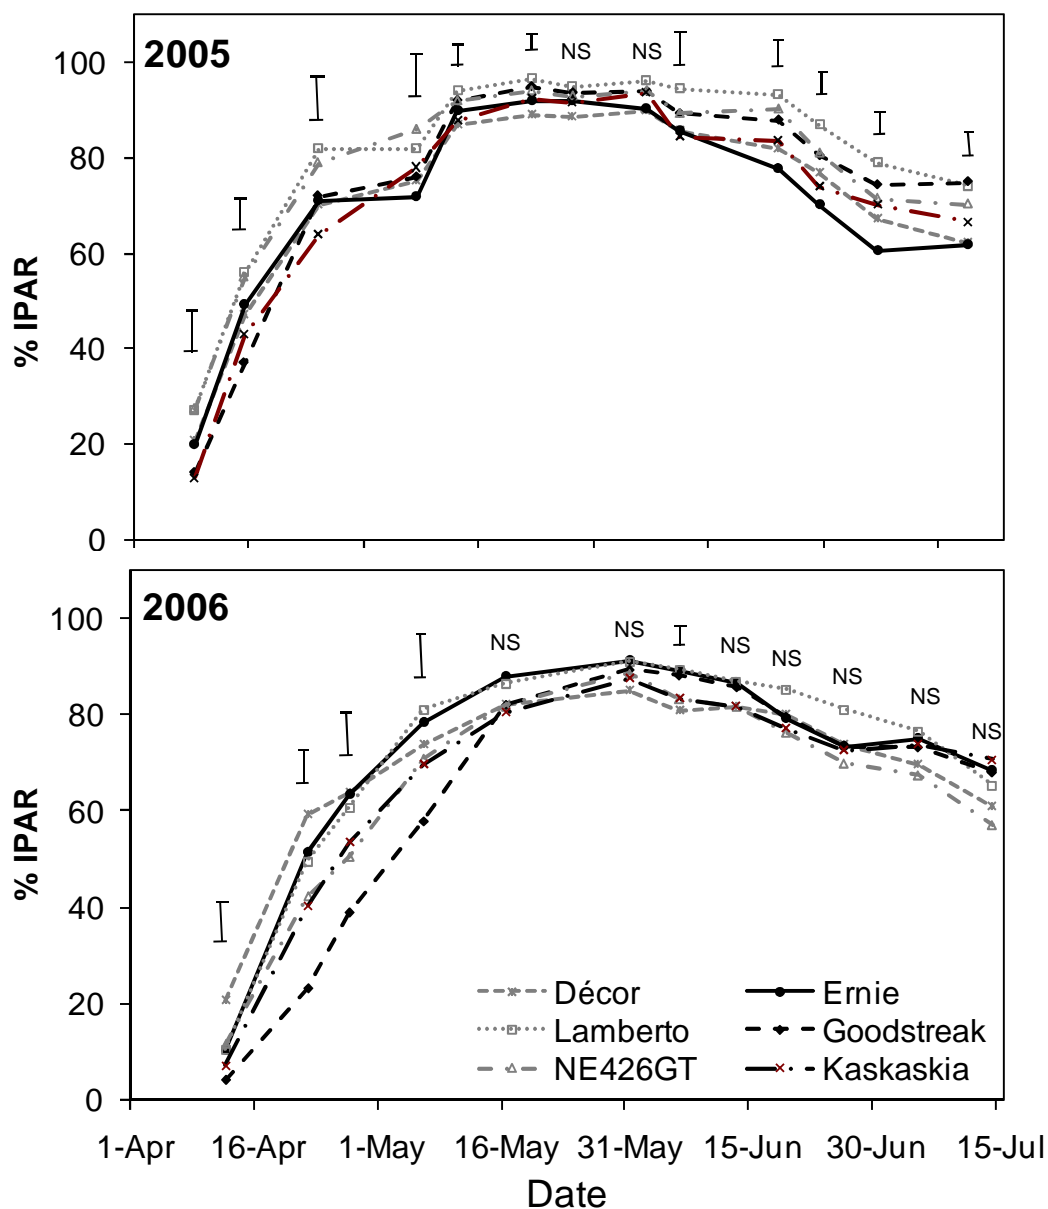 2005
% IPAR
100
80
60
40
20
0
NS NS
2006
% IPAR
100
80
60
40
20
0
NS NS NS NS NS NS NS
Décor Ernie
Lamberto Goodstreak
NE426GT Kaskaskia
1-Apr 16-Apr 1-May 16-May 31-May 15-Jun 30-Jun 15-Jul
Date